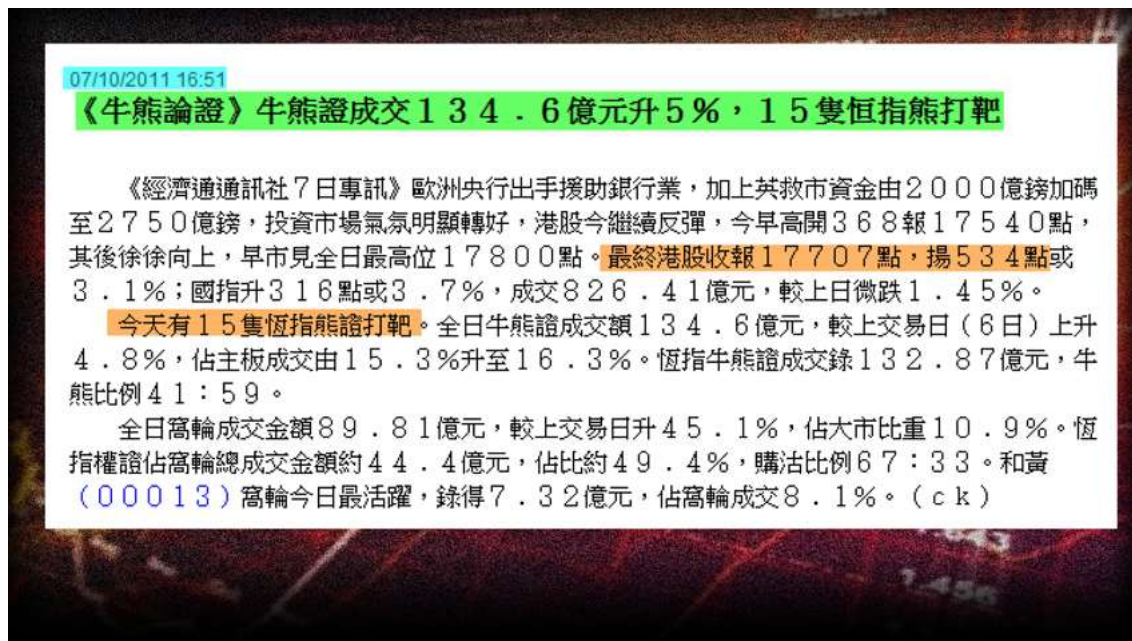 07/10/2011 16:51
《牛熊論證》牛熊證成交１３４．６億元升５%，１５隻恒指熊打靶
《經濟通通訊社７日專訊》歐洲央行出手援助銀行業，加上英救市資金由２０００億鎊加碼
至２７５０億鎊，投資市場氣氛明顯轉好，港股今繼續反彈，今早高開３６８報１７５４０點，
其後徐徐向上，早市見全日最高位１７８００點。最終港股收報１７７０７點，揚５３４點或
３．１%；國指升３１６點或３．７%，成交８２６．４１億元，較上日微跌１．４５%。
今天有１５隻恆指熊證打靶。全日牛熊證成交額１３４．６億元，較上交易日（６日）上升
４．８%，佔主板成交由１５．３%升至１６．３%。恆指牛熊證成交錄１３２．８７億元，牛
熊比例４１：５９。
全日窩輪成交金額８９．８１億元，較上交易日升４５．１%，佔大市比重１０．９%。恆
指權證佔窩輪總成交金額約４４．４億元，佔比約４９．４%，購沽比例６７：３３。和黃
（０００１３）窩輪今日最活躍，錄得７．３２億元，佔窩輪成交８．１%。（ｃｋ）
1.456